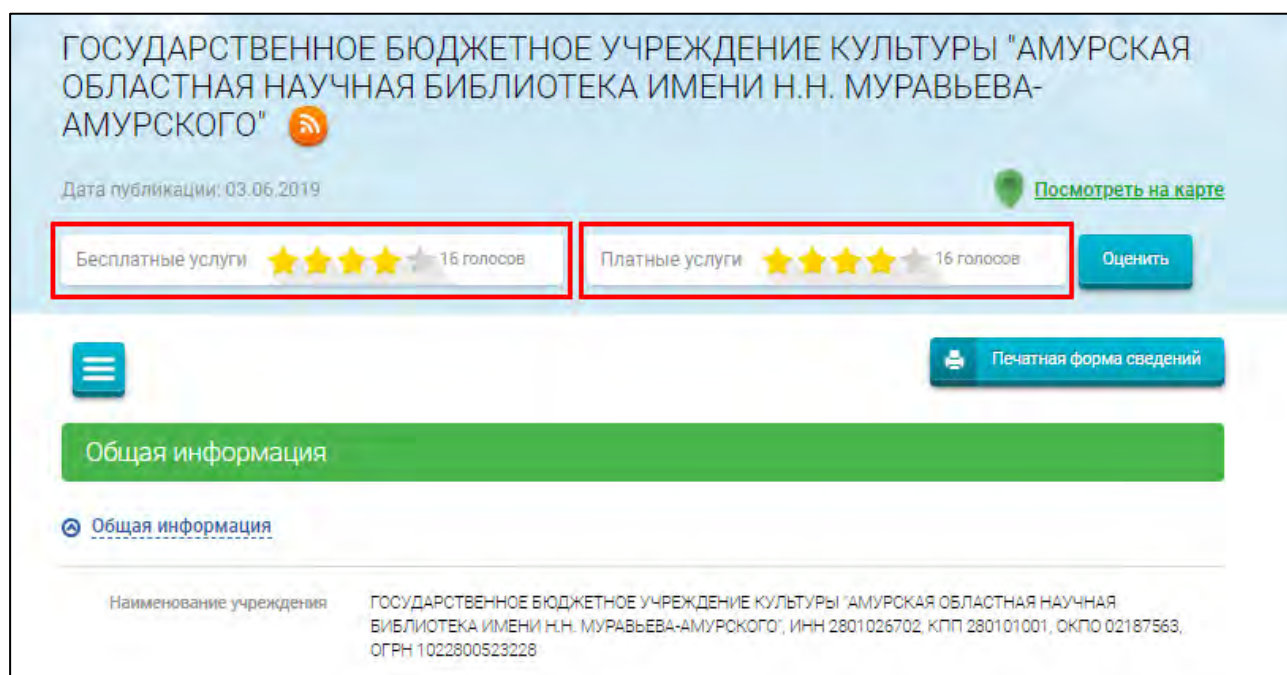 ГОСУДАРСТВЕННОЕ БЮДЖЕТНОЕ УЧРЕЖДЕНИЕ КУЛЬТУРЫ "АМУРСКАЯ
ОБЛАСТНАЯ НАУЧНАЯ БИБЛИОТЕКА ИМЕНИ Н.Н. МУРАВЬЕВА-
АМУРСКОГО"
Дата публикации: 03.06.2019
Посмотреть на карте
Бесплатные услуги 16 голосов Платные услуги 16 голосов Оценить
Печатная форма сведений
Общая информация
Общая информация
Наименование учреждения ГОСУДАРСТВЕННОЕ БЮДЖЕТНОЕ УЧРЕЖДЕНИЕ КУЛЬТУРЫ "АМУРСКАЯ ОБЛАСТНАЯ НАУЧНАЯ
БИБЛИОТЕКА ИМЕНИ Н.Н. МУРАВЬЕВА-АМУРСКОГО", ИНН 2801026702, КПП 280101001, ОКПО 02187563,
ОГРН 1022800523228